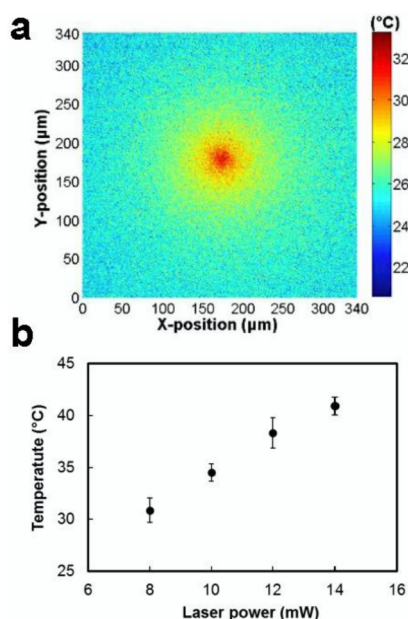 a
(°C)
340
300
250
200
150
100
50
0
Y-position (µm)
0 50 100 150 200 250 300 340
X-position (µm)
32
30
28
26
24
22
b
45
40
35
30
25
Temperatute (°C)
6 8 10 12 14 16
Laser power (mW)